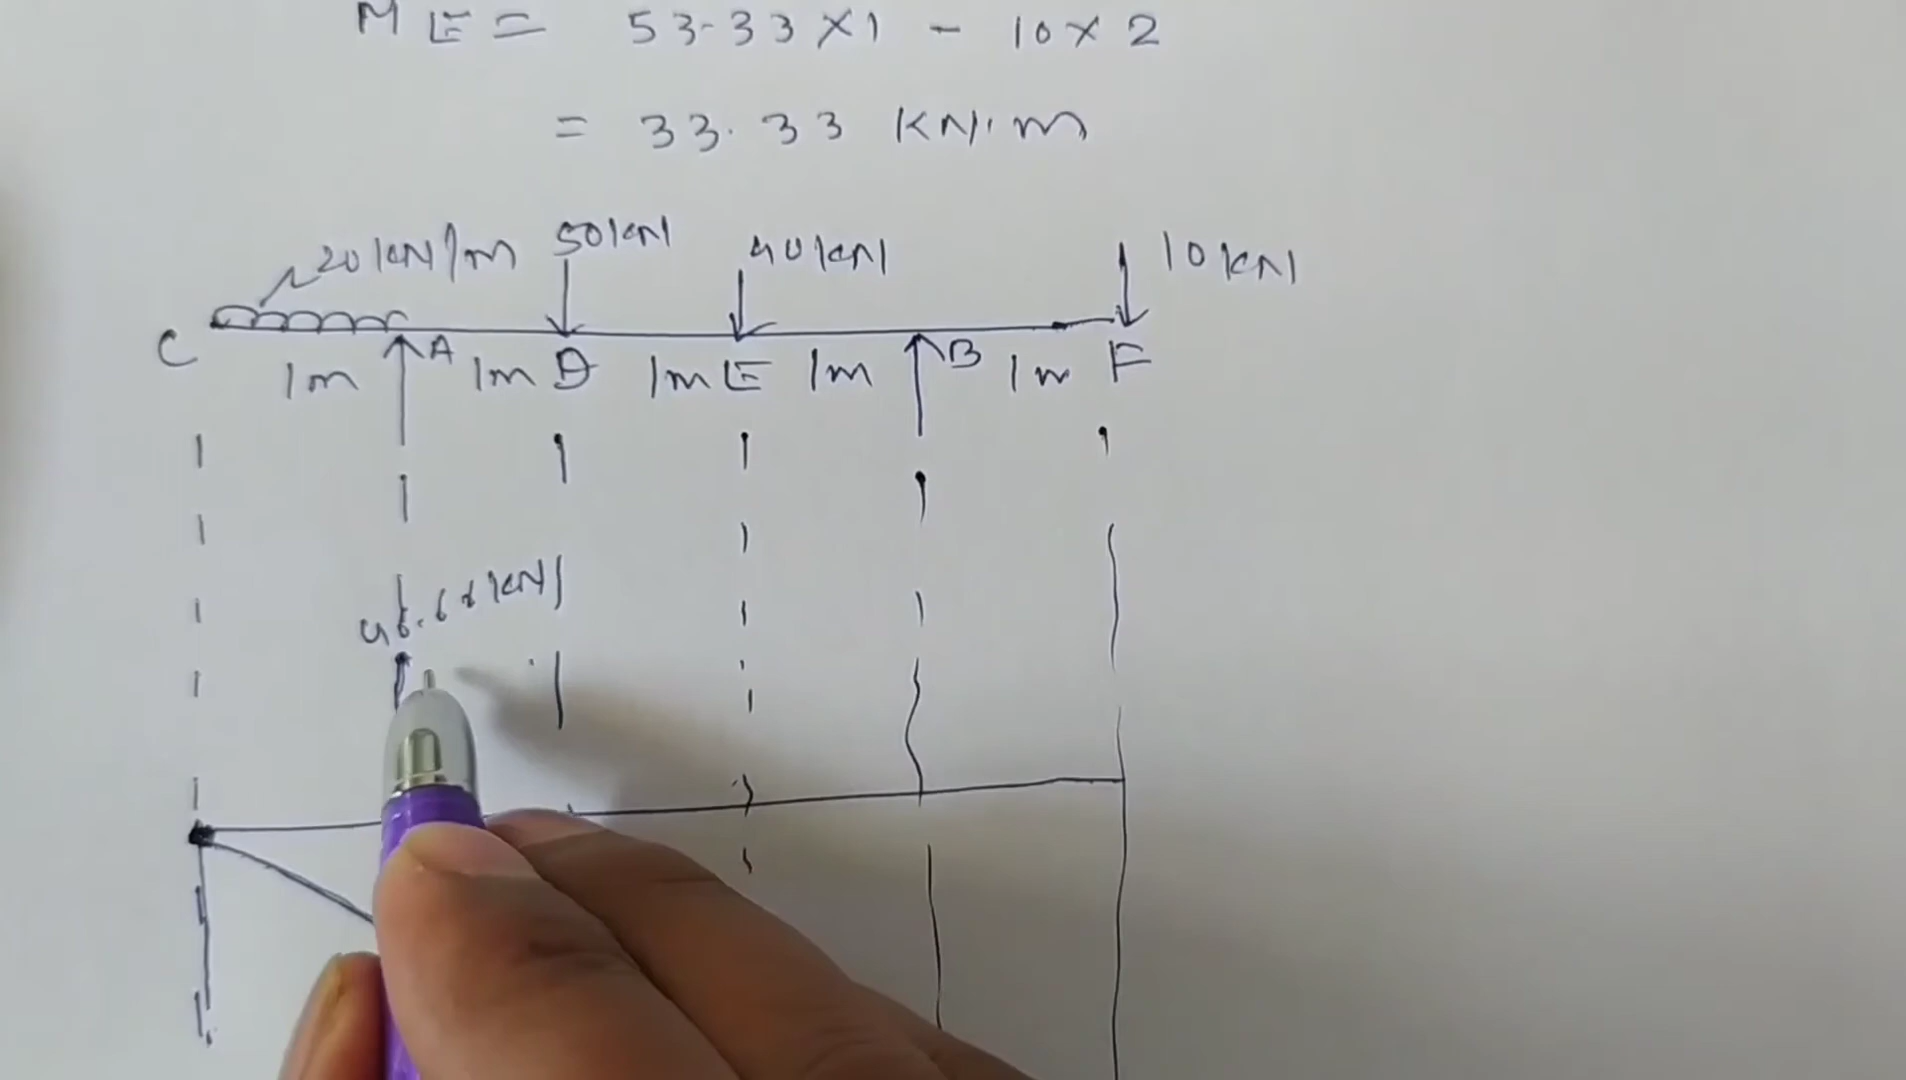 ME = 53.33 × 1 - 10 × 2
= 33.33 KN.m
20 kN/m 50 kN 40 kN 10 kN
C 1m A 1m D 1m E 1m B 1m F
46.67 kN